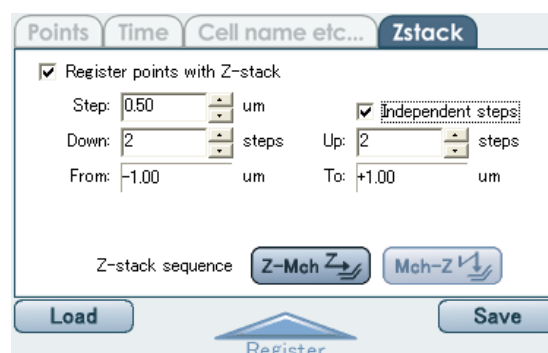 Points Time Cell name etc... Zstack
Register points with Z-stack
Step: 0.50 um Independent steps
Down: 2 steps Up: 2 steps
From: -1.00 um To: +1.00 um
Z-stack sequence Z-Mch Z Mch-Z
Load Save
Register